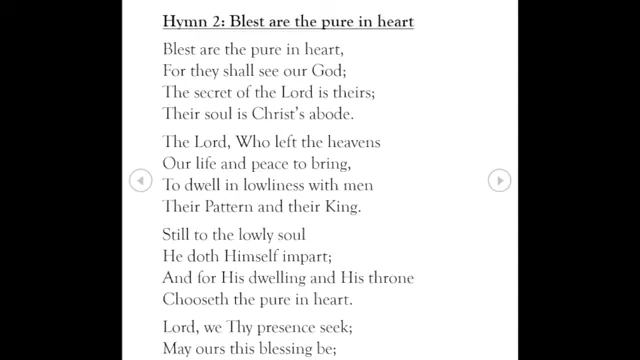 Hymn 2: Blest are the pure in heart
Blest are the pure in heart,
For they shall see our God;
The secret of the Lord is theirs;
Their soul is Christ's abode.
The Lord, Who left the heavens
Our life and peace to bring,
To dwell in lowliness with men
Their Pattern and their King.
Still to the lowly soul
He doth Himself impart;
And for His dwelling and His throne
Chooseth the pure in heart.
Lord, we Thy presence seek;
May ours this blessing be;